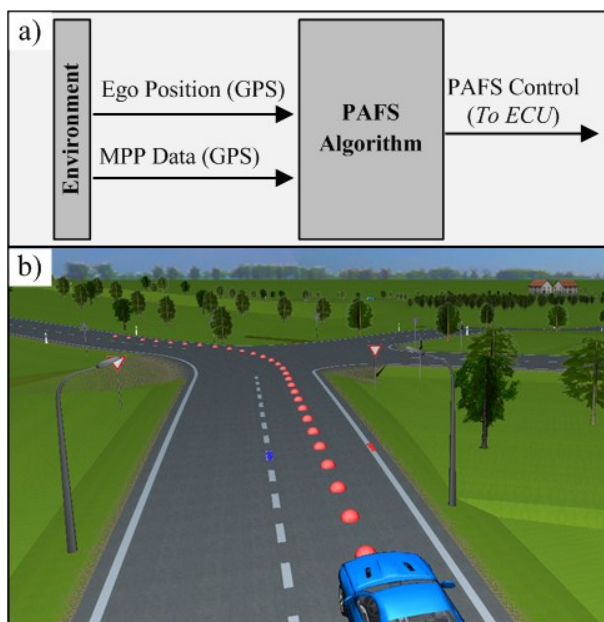 a)
Environment
Ego Position (GPS)
MPP Data (GPS)
PAFS
Algorithm
PAFS Control
(To ECU)
b)